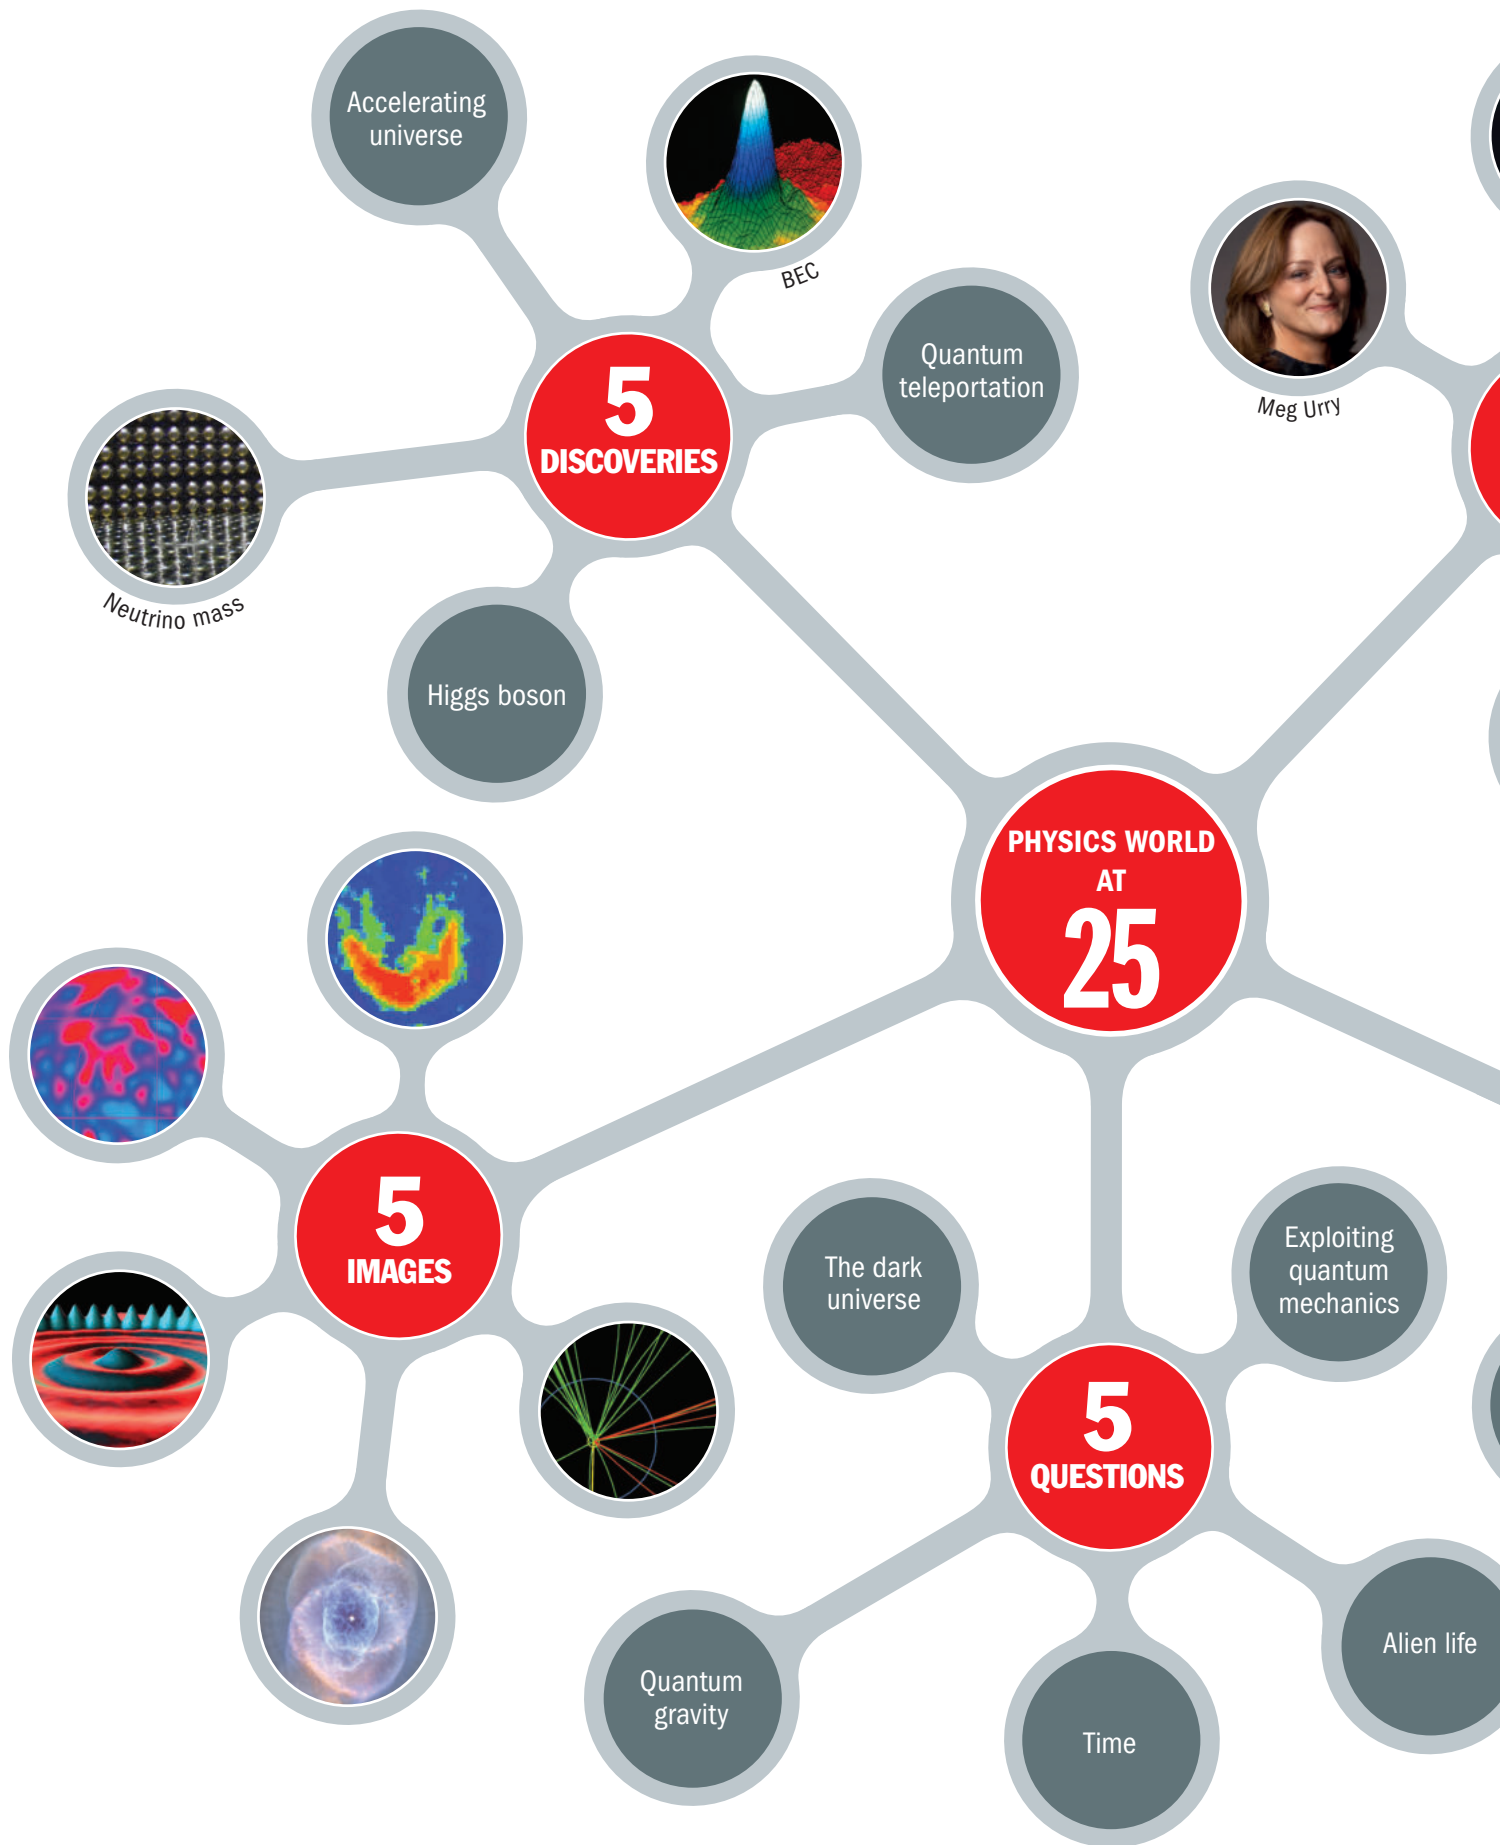 Accelerating
universe
BEC
Quantum
teleportation
5
DISCOVERIES
Meg Urry
Neutrino mass
Higgs boson
PHYSICS WORLD
AT
25
5
IMAGES
The dark
universe
Exploiting
quantum
mechanics
5
QUESTIONS
Quantum
gravity
Time
Alien life